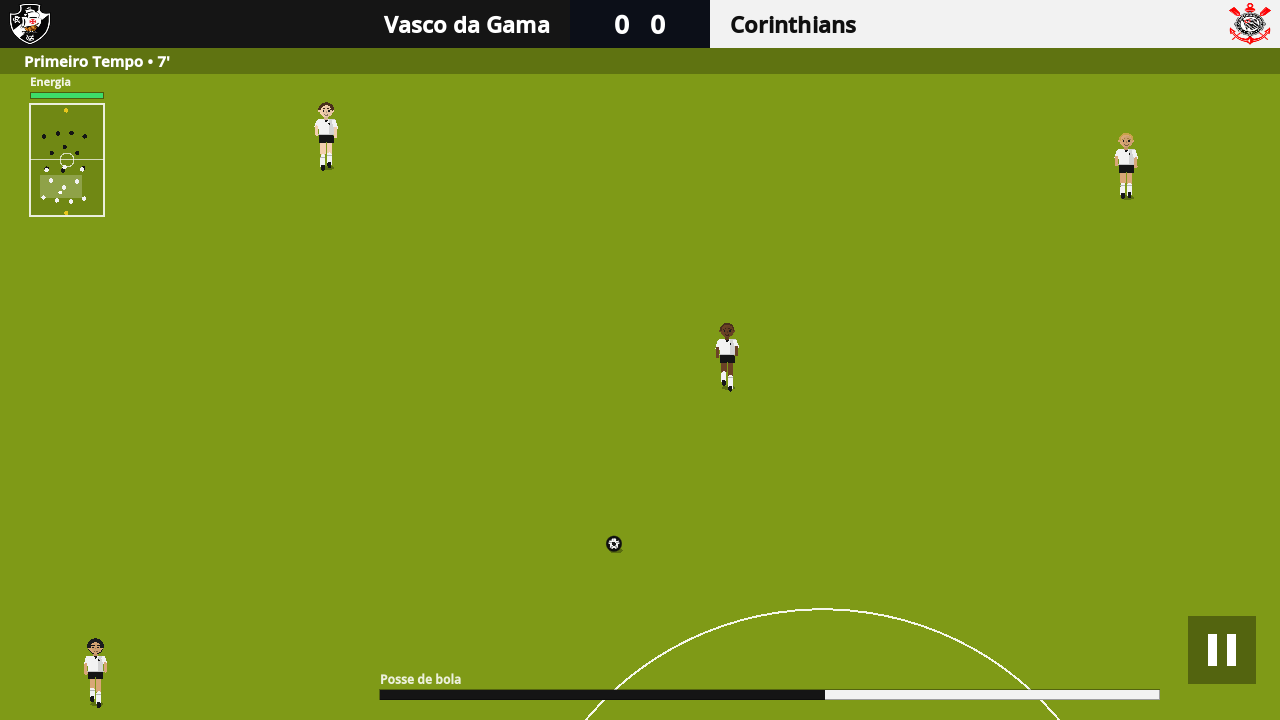 Vasco da Gama 0 0 Corinthians
Primeiro Tempo • 7'
Energia
Posse de bola